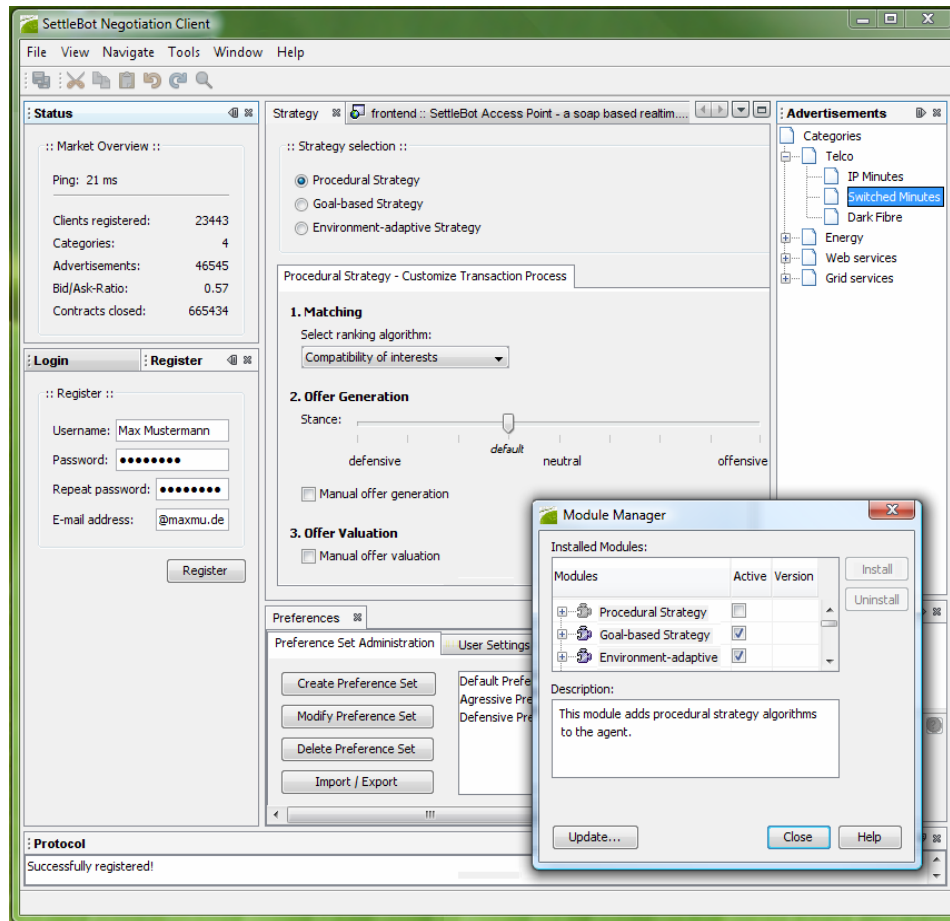 SettleBot Negotiation Client
File View Navigate Tools Window Help
Status
:: Market Overview ::
Ping: 21 ms
Clients registered: 23443
Categories: 4
Advertisements: 46545
Bid/Ask-Ratio: 0.57
Contracts closed: 665434
Login Register
:: Register ::
Username: Max Mustermann
Password: ●●●●●●●●
Repeat password: ●●●●●●●●
E-mail address: @maxmu.de
Register
Strategy frontend :: SettleBot Access Point - a soap based realtim....
:: Strategy selection ::
Procedural Strategy
Goal-based Strategy
Environment-adaptive Strategy
Procedural Strategy - Customize Transaction Process
1. Matching
Select ranking algorithm:
Compatibility of interests
2. Offer Generation
Stance:
default
defensive neutral offensive
Manual offer generation
3. Offer Valuation
Manual offer valuation
Advertisements
Categories
Telco
IP Minutes
Switched Minutes
Dark Fibre
Energy
Web services
Grid services
Preferences
Preference Set Administration User Settings
Create Preference Set
Modify Preference Set
Delete Preference Set
Import / Export
Default Prefe
Agressive Pre
Defensive Pre
Module Manager
Installed Modules:
Modules Active Version
Procedural Strategy
Goal-based Strategy
Environment-adaptive
Install
Uninstall
Description:
This module adds procedural strategy algorithms
to the agent.
Update... Close Help
Protocol
Successfully registered!